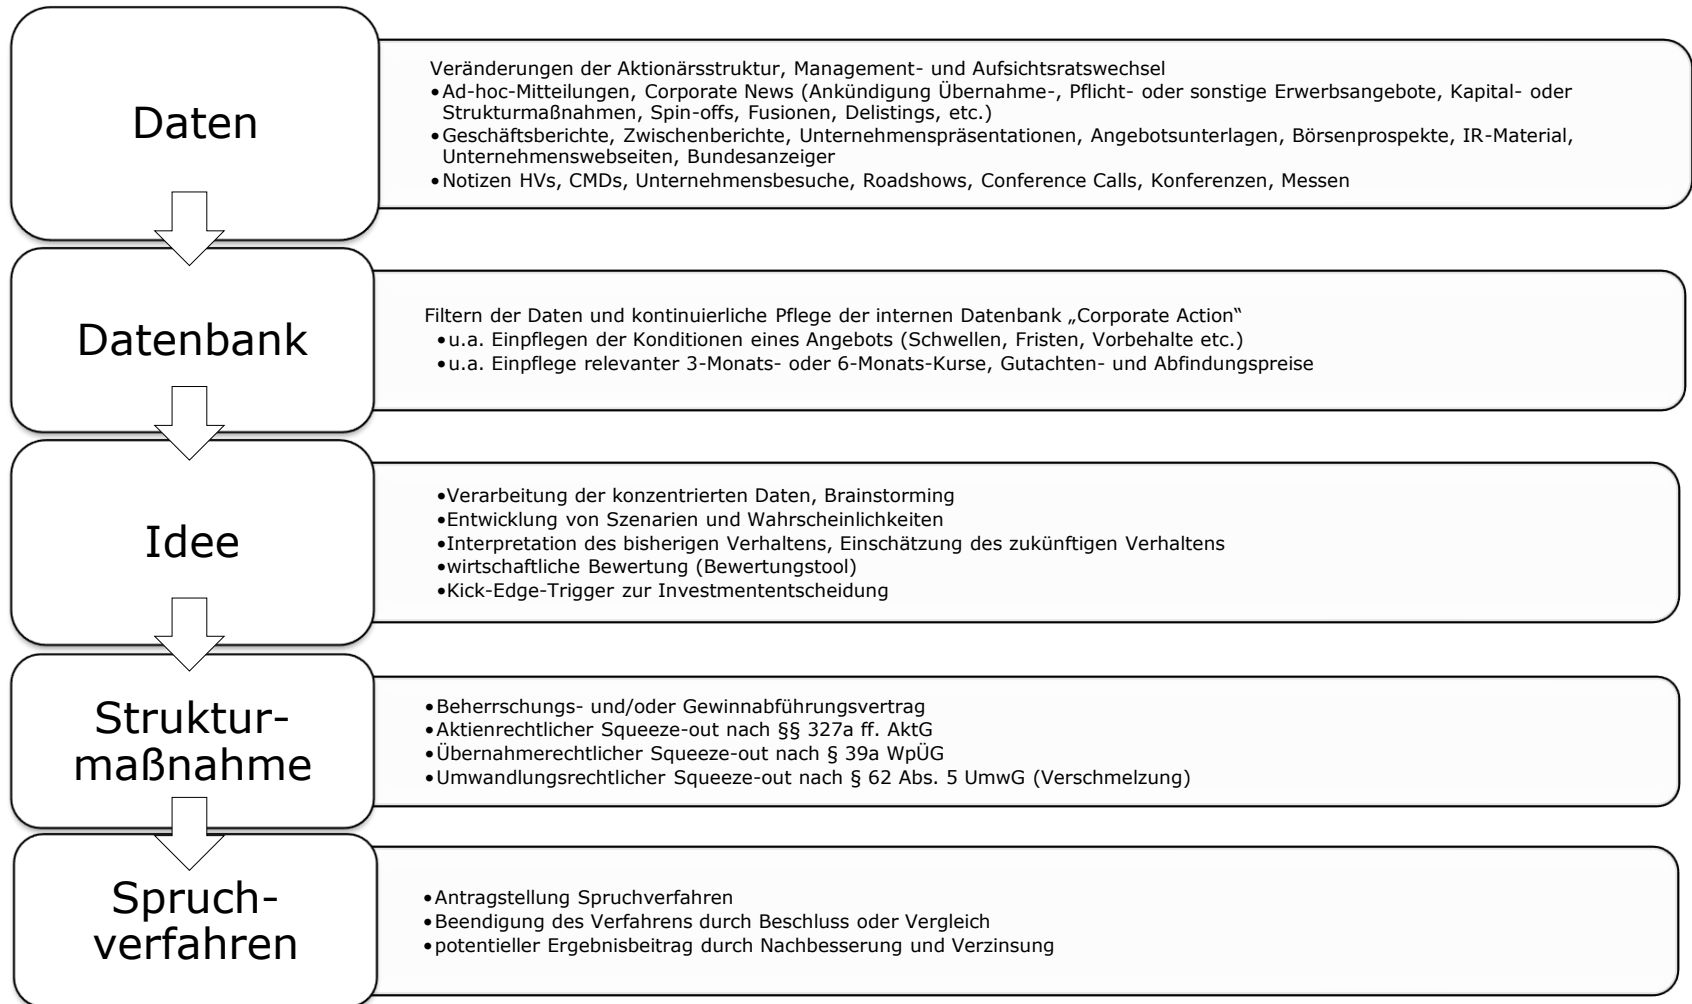 Daten
Veränderungen der Aktionärsstruktur, Management- und Aufsichtsratswechsel
•Ad-hoc-Mitteilungen, Corporate News (Ankündigung Übernahme-, Pflicht- oder sonstige Erwerbsangebote, Kapital- oder
Strukturmaßnahmen, Spin-offs, Fusionen, Delistings, etc.)
•Geschäftsberichte, Zwischenberichte, Unternehmenspräsentationen, Angebotsunterlagen, Börsenprospekte, IR-Material,
Unternehmenswebseiten, Bundesanzeiger
•Notizen HVs, CMDs, Unternehmensbesuche, Roadshows, Conference Calls, Konferenzen, Messen
Datenbank
Filtern der Daten und kontinuierliche Pflege der internen Datenbank „Corporate Action“
•u.a. Einpflegen der Konditionen eines Angebots (Schwellen, Fristen, Vorbehalte etc.)
•u.a. Einpflege relevanter 3-Monats- oder 6-Monats-Kurse, Gutachten- und Abfindungspreise
Idee
•Verarbeitung der konzentrierten Daten, Brainstorming
•Entwicklung von Szenarien und Wahrscheinlichkeiten
•Interpretation des bisherigen Verhaltens, Einschätzung des zukünftigen Verhaltens
•wirtschaftliche Bewertung (Bewertungstool)
•Kick-Edge-Trigger zur Investmententscheidung
Struktur-
maßnahme
•Beherrschungs- und/oder Gewinnabführungsvertrag
•Aktienrechtlicher Squeeze-out nach §§ 327a ff. AktG
•Übernahmerechtlicher Squeeze-out nach § 39a WpÜG
•Umwandlungsrechtlicher Squeeze-out nach § 62 Abs. 5 UmwG (Verschmelzung)
Spruch-
verfahren
•Antragstellung Spruchverfahren
•Beendigung des Verfahrens durch Beschluss oder Vergleich
•potentieller Ergebnisbeitrag durch Nachbesserung und Verzinsung